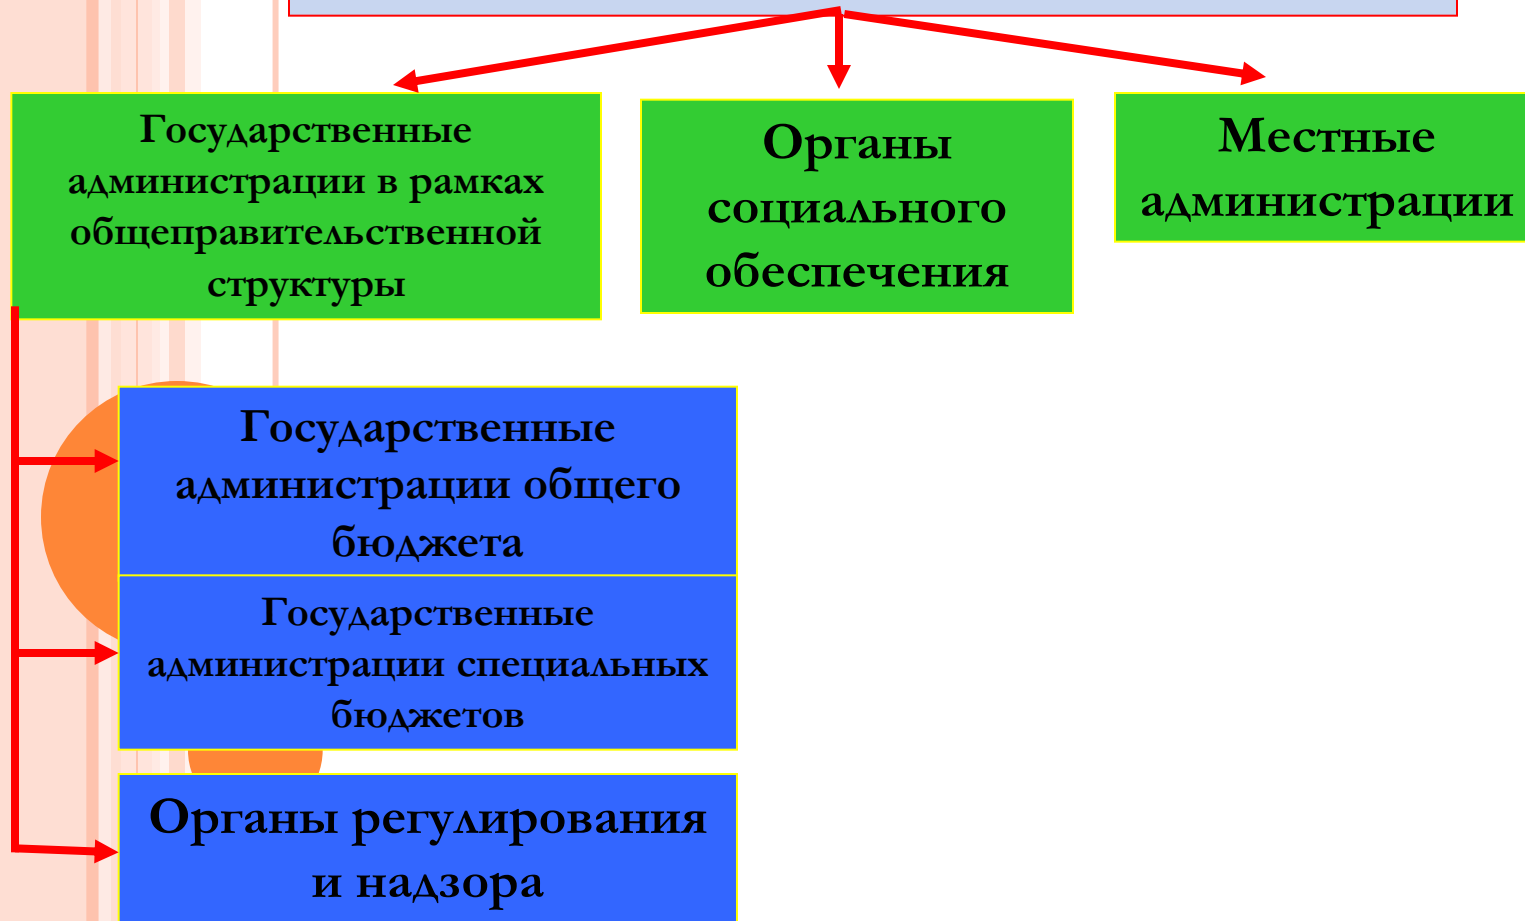 Государственные
администрации в рамках
общеправительственной
структуры
Органы
социального
обеспечения
Местные
администрации
Государственные
администрации общего
бюджета
Государственные
администрации специальных
бюджетов
Органы регулирования
и надзора